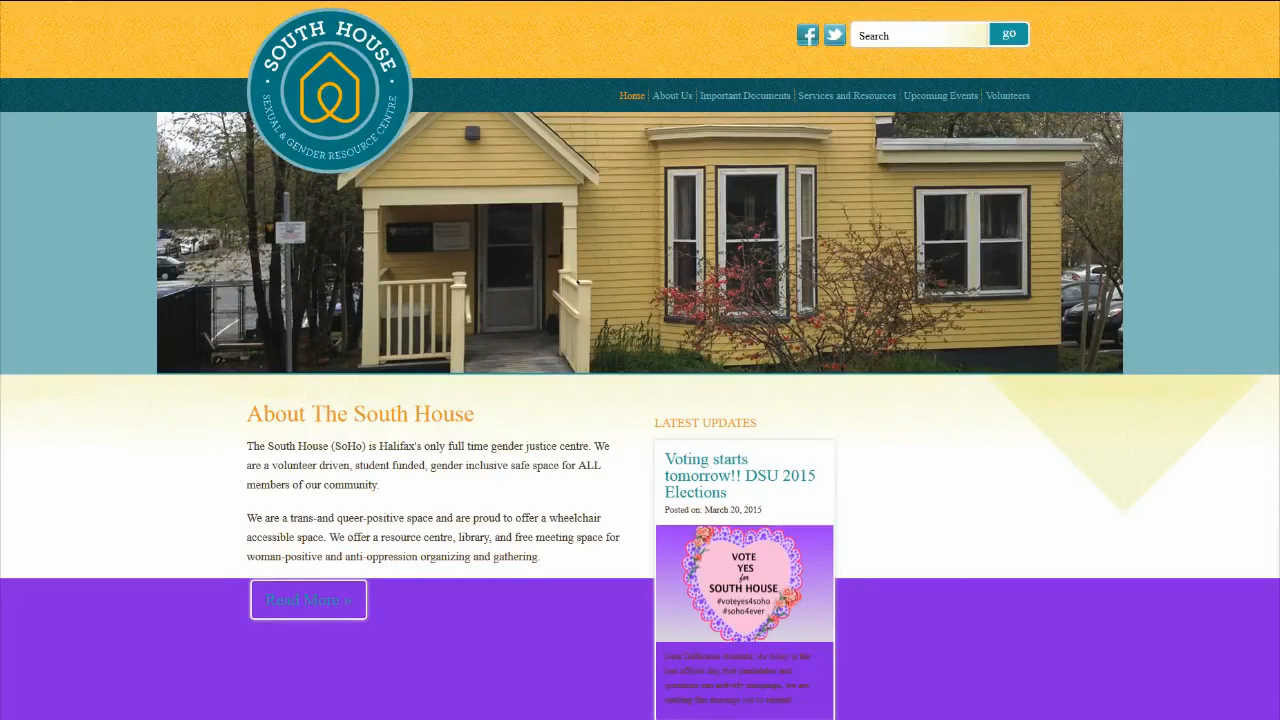 SOUTH HOUSE
SEXUAL & GENDER RESOURCE CENTRE
Search
go
Home
About Us
Important Documents
Services and Resources
Upcoming Events
Volunteers
About The South House
The South House (SoHo) is Halifax's only full time gender justice centre. We
are a volunteer driven, student funded, gender inclusive safe space for ALL
members of our community.
We are a trans-and queer-positive space and are proud to offer a wheelchair
accessible space. We offer a resource centre, library, and free meeting space for
woman-positive and anti-oppression organizing and gathering.
Read More »
LATEST UPDATES
Voting starts
tomorrow!! DSU 2015
Elections
Posted on: March 20, 2015
VOTE
YES
for
SOUTH HOUSE
#voteyes4soho
#soho4ever